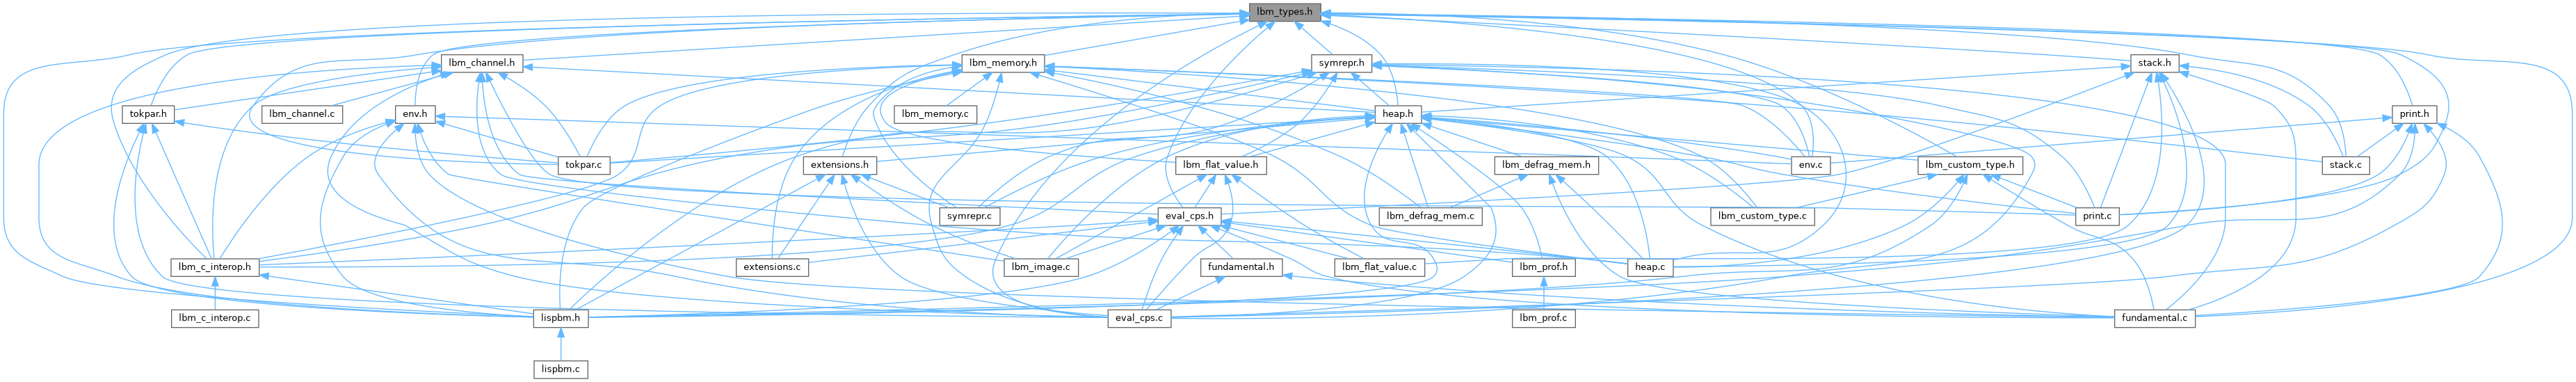 lbm_types.h
lbm_channel.h
lbm_memory.h
symrepr.h
stack.h
tokpar.h
lbm_channel.c
env.h
lbm_memory.c
heap.h
print.h
tokpar.c
extensions.h
lbm_flat_value.h
lbm_defrag_mem.h
env.c
lbm_custom_type.h
stack.c
symrepr.c
eval_cps.h
lbm_defrag_mem.c
lbm_custom_type.c
print.c
lbm_c_interop.h
extensions.c
lbm_image.c
fundamental.h
lbm_flat_value.c
lbm_prof.h
heap.c
lbm_c_interop.c
lispbm.h
eval_cps.c
lbm_prof.c
fundamental.c
lispbm.c